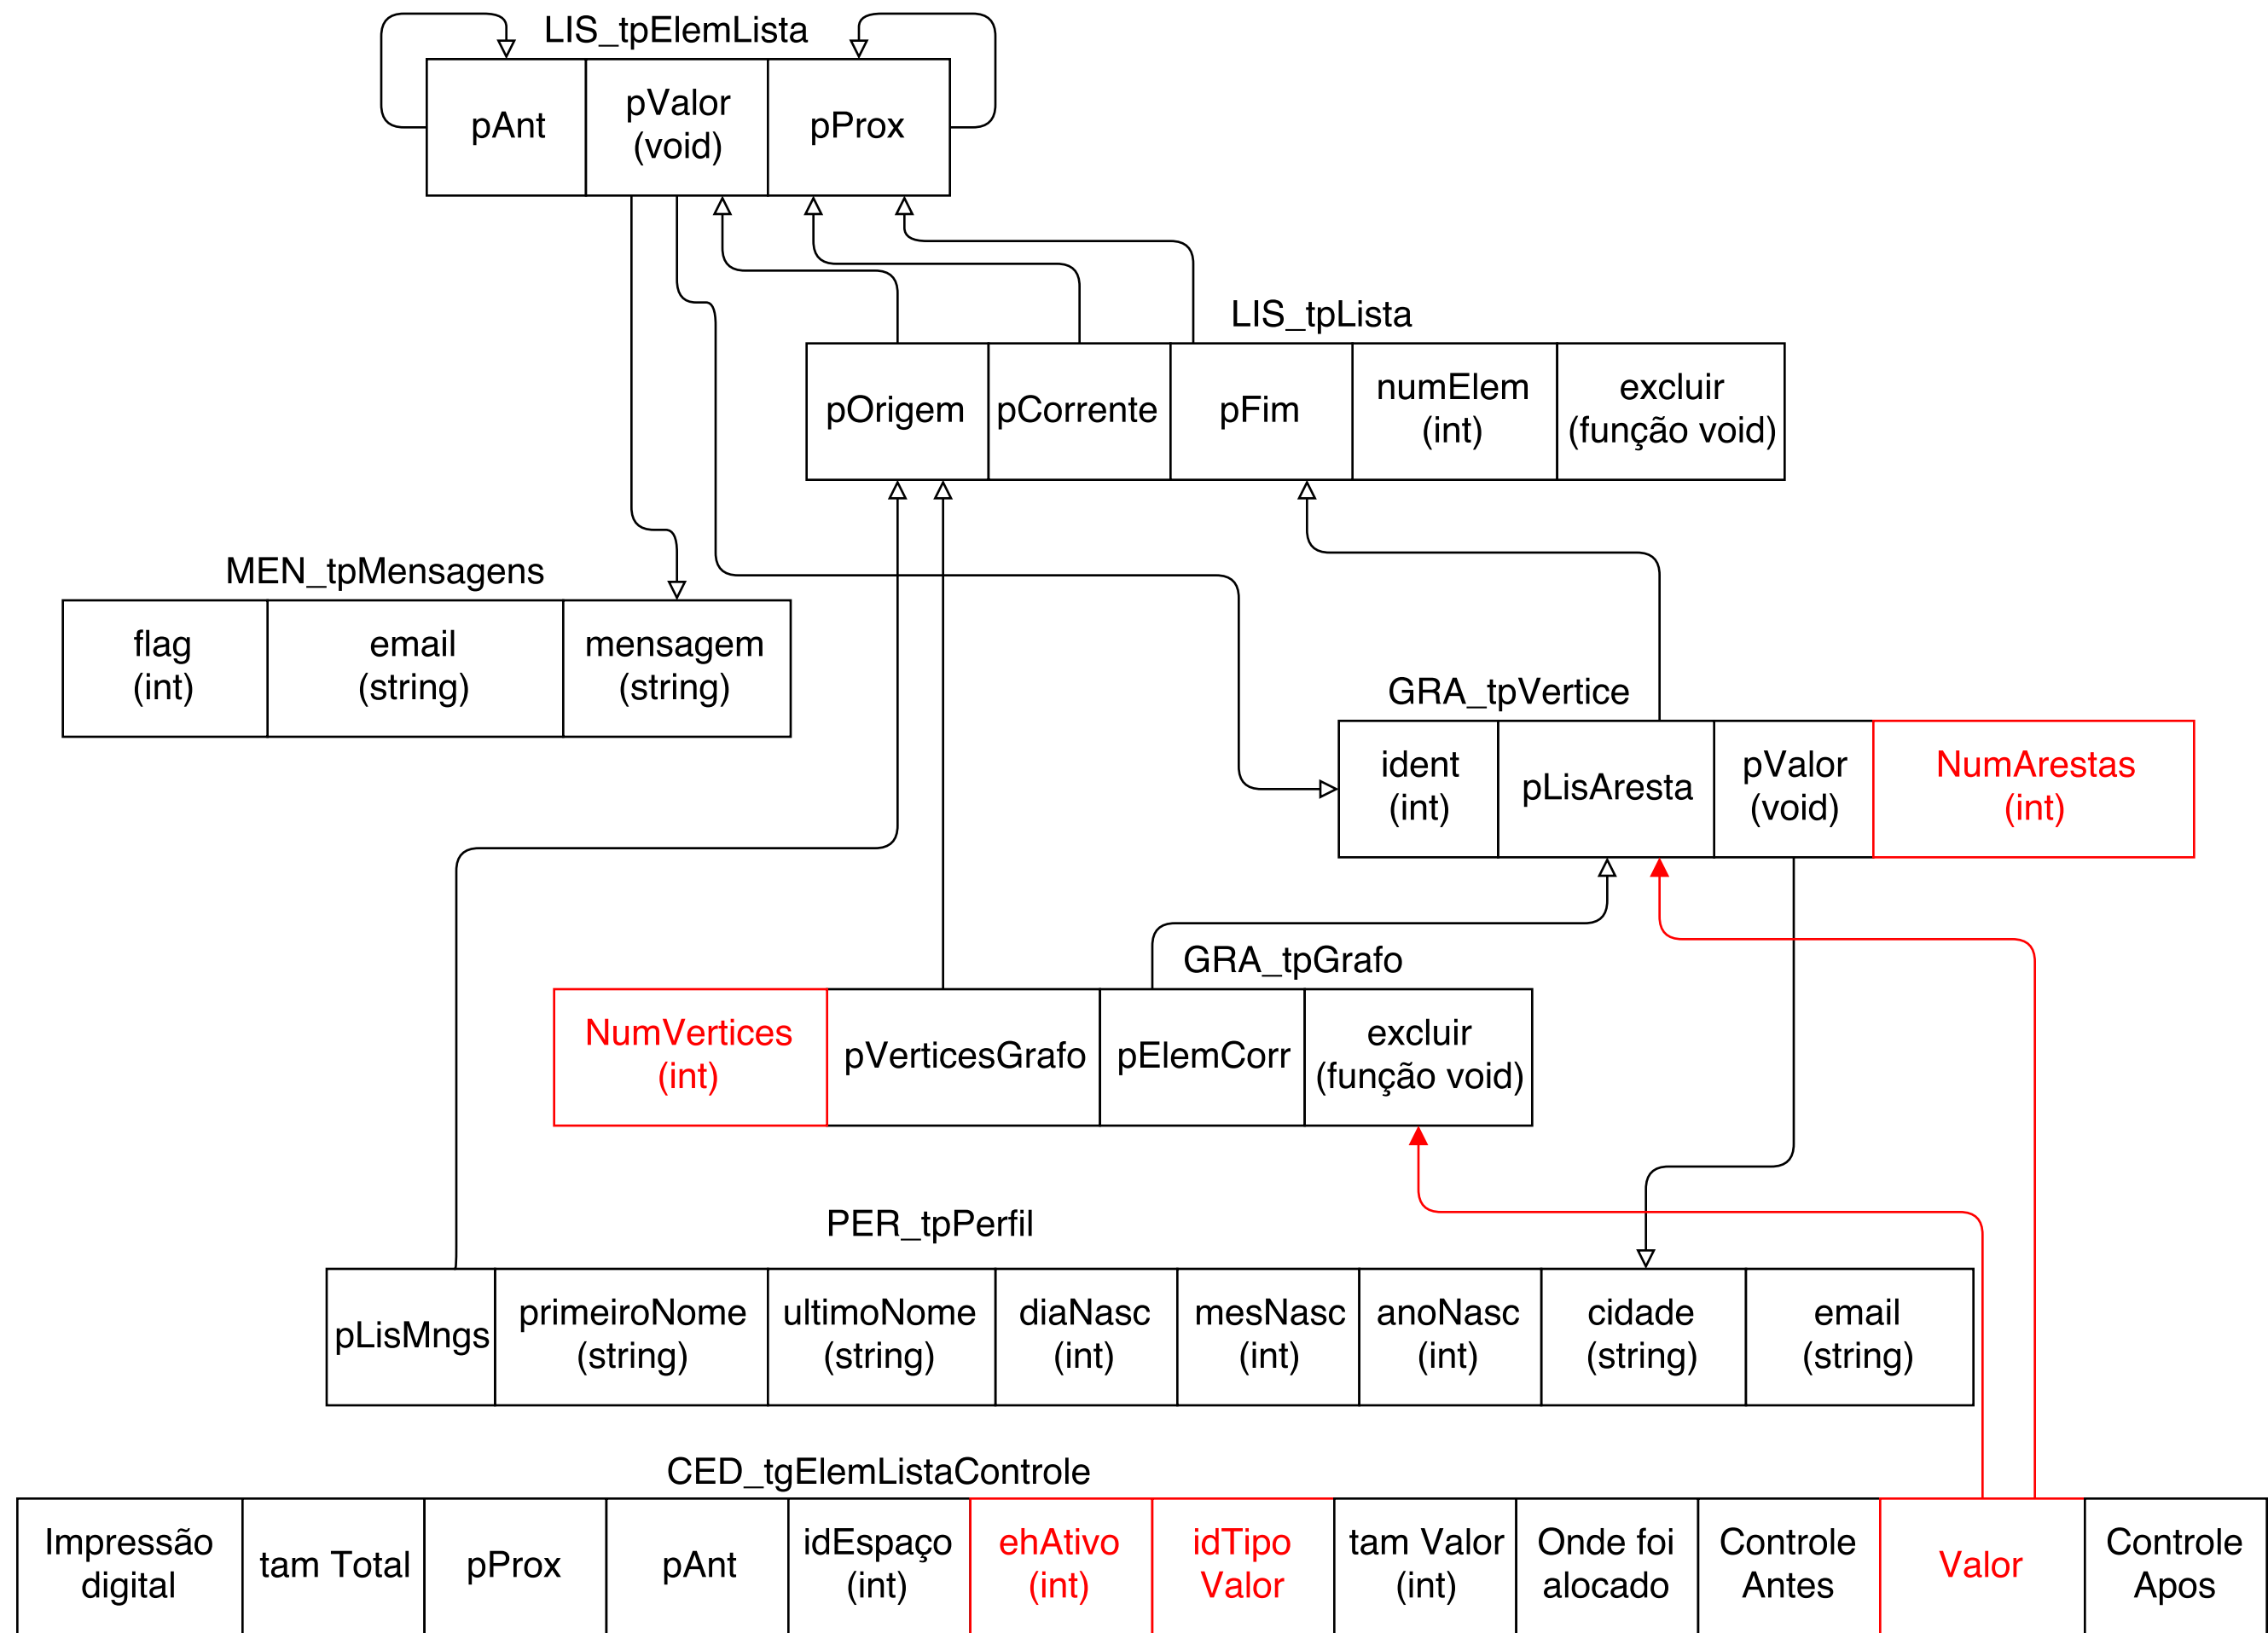 LIS_tpElemLista
pAnt
pValor
(void)
pProx
LIS_tpLista
pOrigem
pCorrente
pFim
numElem
(int)
excluir
(função void)
MEN_tpMensagens
flag
(int)
email
(string)
mensagem
(string)
GRA_tpVertice
ident
(int)
pLisAresta
pValor
(void)
NumArestas
(int)
GRA_tpGrafo
NumVertices
(int)
pVerticesGrafo
pElemCorr
excluir
(função void)
PER_tpPerfil
pLisMngs
primeiroNome
(string)
ultimoNome
(string)
diaNasc
(int)
mesNasc
(int)
anoNasc
(int)
cidade
(string)
email
(string)
CED_tgElemListaControle
Impressão
digital
tam Total
pProx
pAnt
idEspaço
(int)
ehAtivo
(int)
idTipo
Valor
tam Valor
(int)
Onde foi
alocado
Controle
Antes
Valor
Controle
Apos